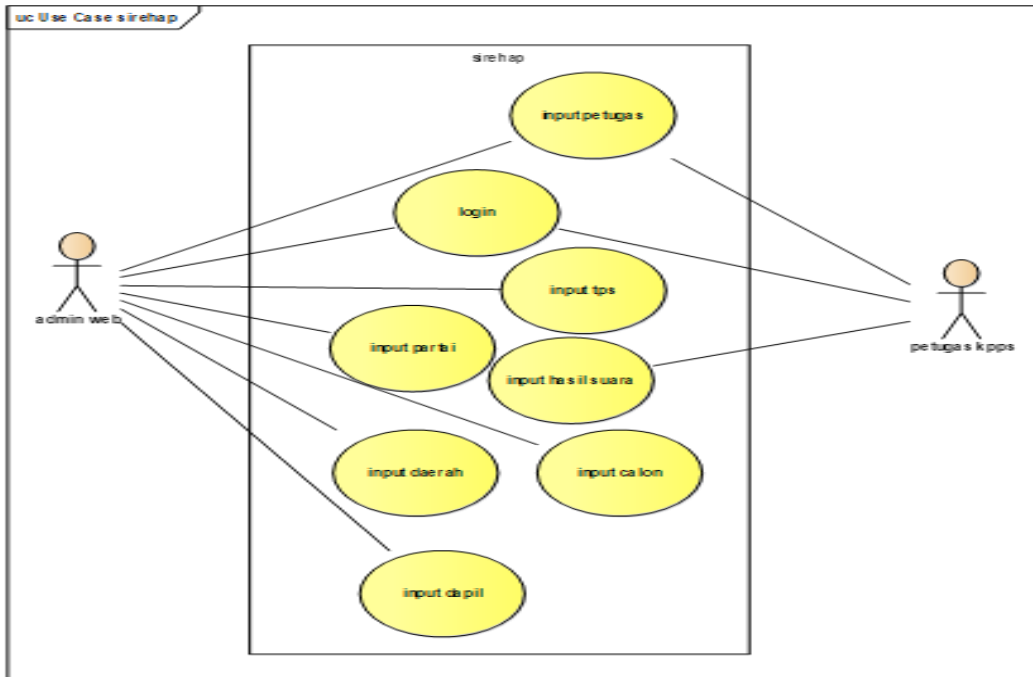 uc Use Case sirehap
sirehap
input petugas
login
input tps
admin web
input partai
petugas kpps
input hasil suara
input daerah
input calon
input dapil